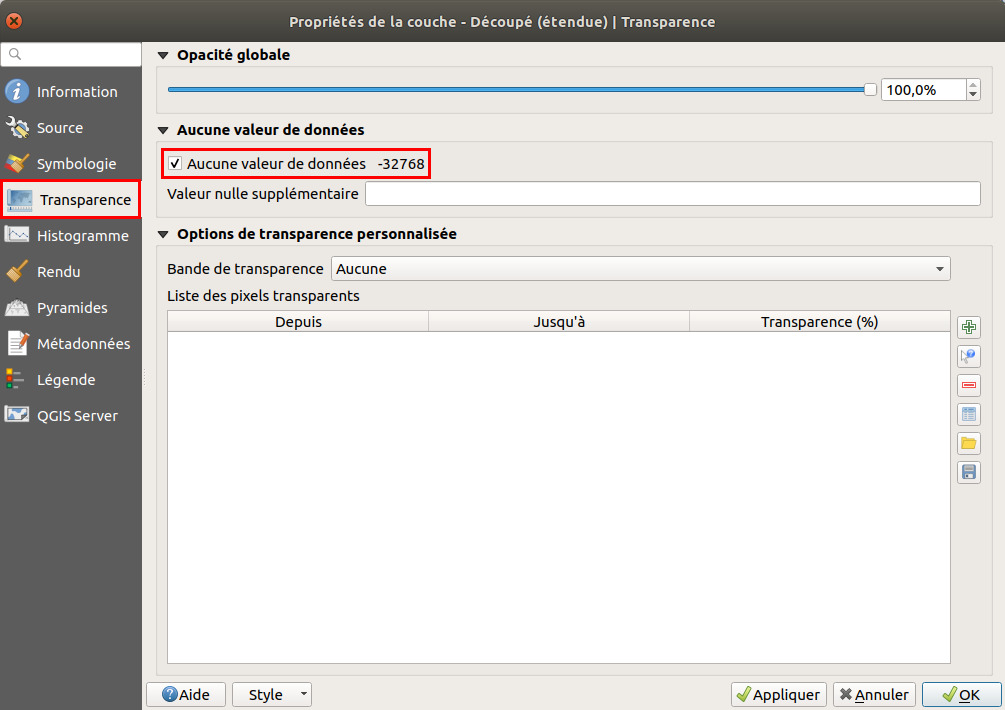 Propriétés de la couche - Découpé (étendue) | Transparence
Information
Source
Symbologie
Transparence
Histogramme
Rendu
Pyramides
Métadonnées
Légende
QGIS Server
Opacité globale
100,0%
Aucune valeur de données
Aucune valeur de données -32768
Valeur nulle supplémentaire
Options de transparence personnalisée
Bande de transparence Aucune
Liste des pixels transparents
Depuis Jusqu'à Transparence (%)
Aide Style Appliquer Annuler OK